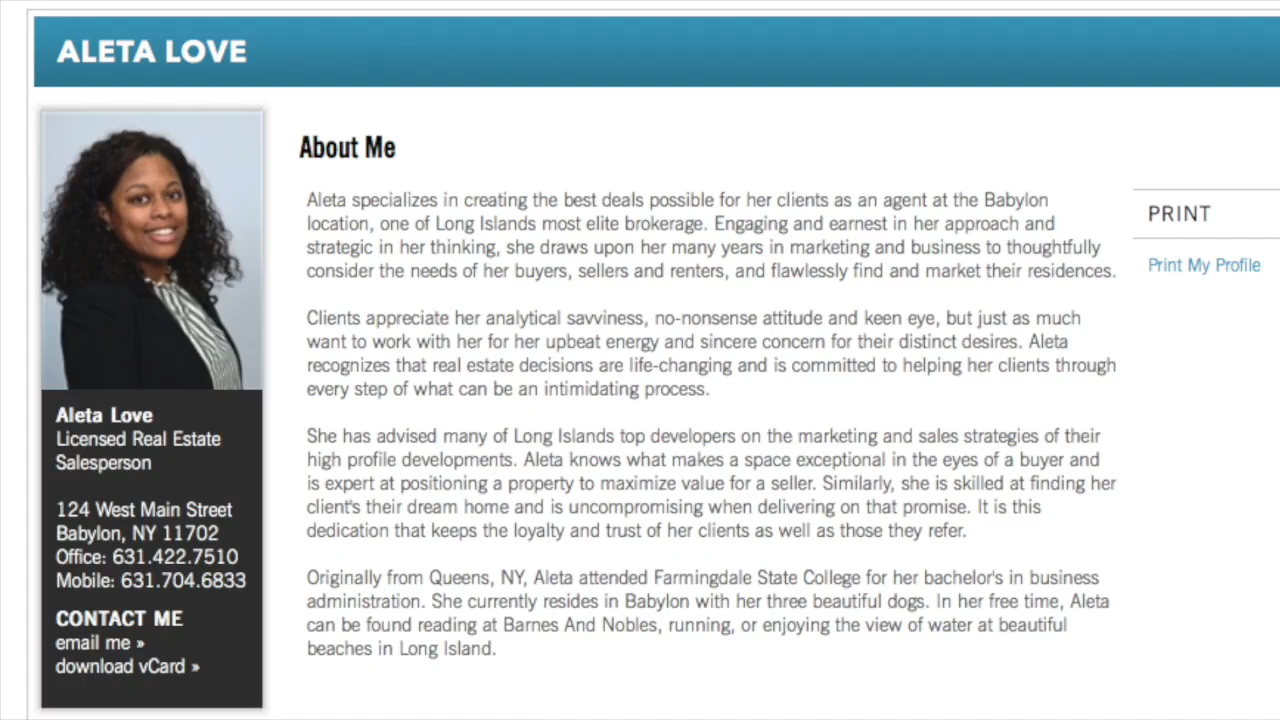 ALETA LOVE
Aleta Love
Licensed Real Estate
Salesperson
124 West Main Street
Babylon, NY 11702
Office: 631.422.7510
Mobile: 631.704.6833
CONTACT ME
email me »
download vCard »
About Me
Aleta specializes in creating the best deals possible for her clients as an agent at the Babylon
location, one of Long Islands most elite brokerage. Engaging and earnest in her approach and
strategic in her thinking, she draws upon her many years in marketing and business to thoughtfully
consider the needs of her buyers, sellers and renters, and flawlessly find and market their residences.
Clients appreciate her analytical savviness, no-nonsense attitude and keen eye, but just as much
want to work with her for her upbeat energy and sincere concern for their distinct desires. Aleta
recognizes that real estate decisions are life-changing and is committed to helping her clients through
every step of what can be an intimidating process.
She has advised many of Long Islands top developers on the marketing and sales strategies of their
high profile developments. Aleta knows what makes a space exceptional in the eyes of a buyer and
is expert at positioning a property to maximize value for a seller. Similarly, she is skilled at finding her
client's their dream home and is uncompromising when delivering on that promise. It is this
dedication that keeps the loyalty and trust of her clients as well as those they refer.
Originally from Queens, NY, Aleta attended Farmingdale State College for her bachelor's in business
administration. She currently resides in Babylon with her three beautiful dogs. In her free time, Aleta
can be found reading at Barnes And Nobles, running, or enjoying the view of water at beautiful
beaches in Long Island.
PRINT
Print My Profile